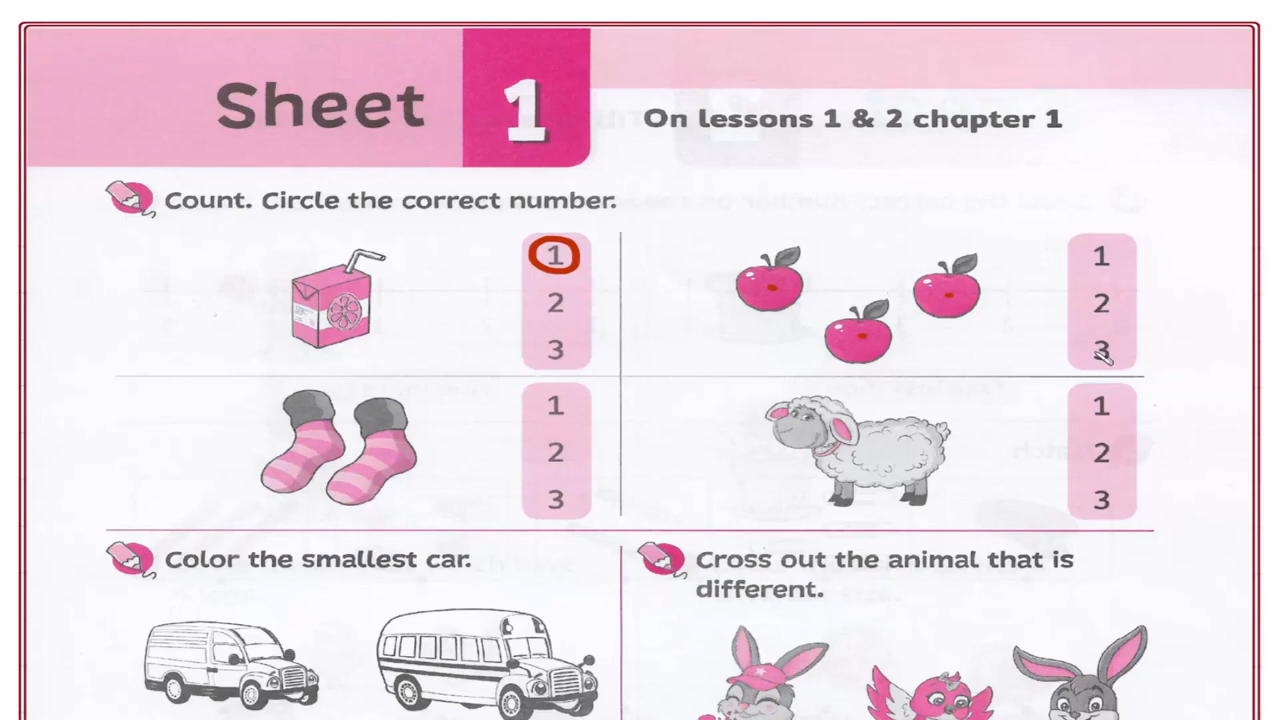 Sheet 1
On lessons 1 & 2 chapter 1
Count. Circle the correct number.
1
2
3
1
2
3
1
2
3
1
2
3
Color the smallest car.
Cross out the animal that is
different.